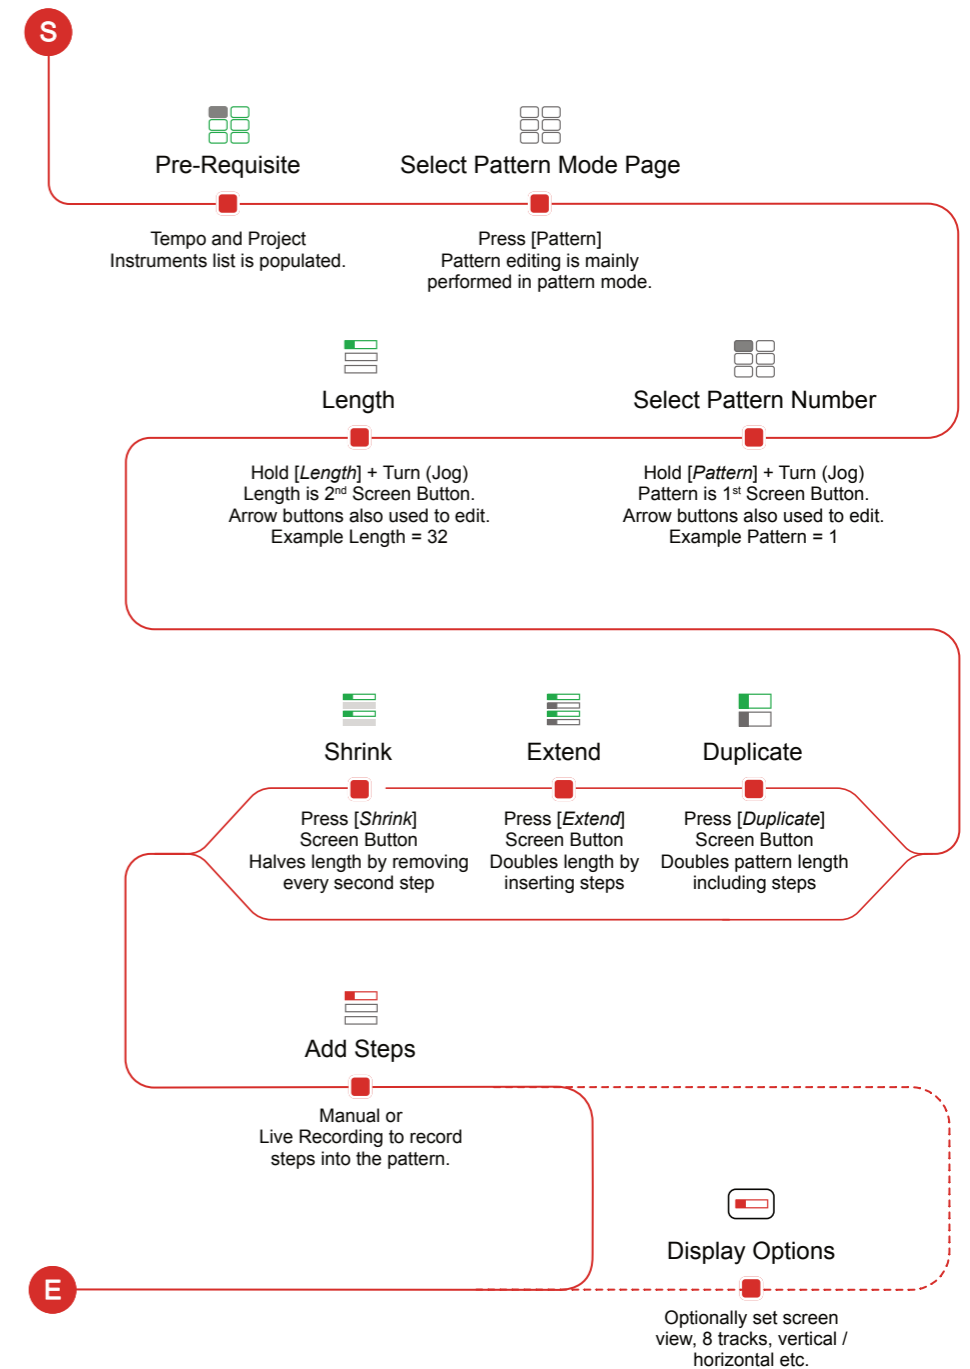 S
Pre-Requisite
Tempo and Project
Instruments list is populated.
Select Pattern Mode Page
Press [Pattern]
Pattern editing is mainly
performed in pattern mode.
Select Pattern Number
Hold [Pattern] + Turn (Jog)
Pattern is 1st Screen Button.
Arrow buttons also used to edit.
Example Pattern = 1
Length
Hold [Length] + Turn (Jog)
Length is 2nd Screen Button.
Arrow buttons also used to edit.
Example Length = 32
Shrink
Press [Shrink]
Screen Button
Halves length by removing
every second step
Extend
Press [Extend]
Screen Button
Doubles length by
inserting steps
Duplicate
Press [Duplicate]
Screen Button
Doubles pattern length
including steps
Add Steps
Manual or
Live Recording to record
steps into the pattern.
Display Options
Optionally set screen
view, 8 tracks, vertical /
horizontal etc.
E